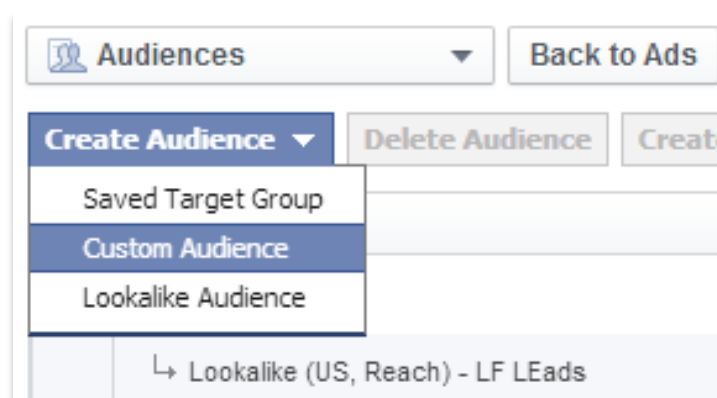 Audiences Back to Ads
Create Audience Delete Audience
Saved Target Group
Custom Audience
Lookalike Audience
Lookalike (US, Reach) - LF LEads